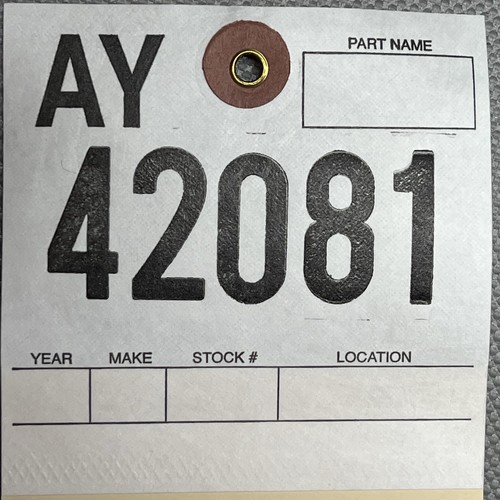 AY
PART NAME
42081
YEAR MAKE STOCK # LOCATION